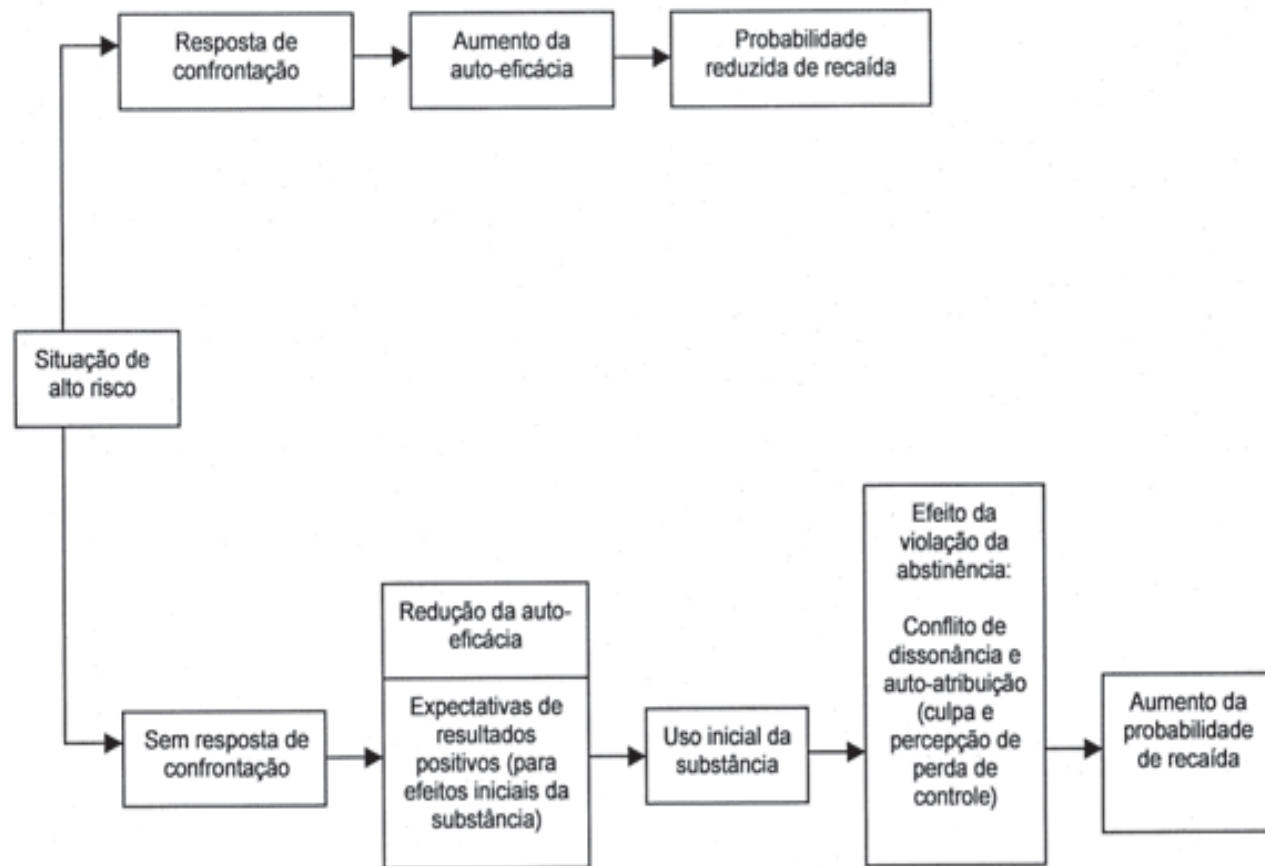 Resposta de
confrontação
Aumento da
auto-eficácia
Probabilidade
reduzida de recaída
Situação de
alto risco
Sem resposta de
confrontação
Redução da auto-
eficácia
Expectativas de
resultados
positivos (para
efeitos iniciais da
substância)
Uso inicial da
substância
Efeito da
violação da
abstinência:
Conflito de
dissonância e
auto-atribuição
(culpa e
percepção de
perda de
controle)
Aumento da
probabilidade
de recaída